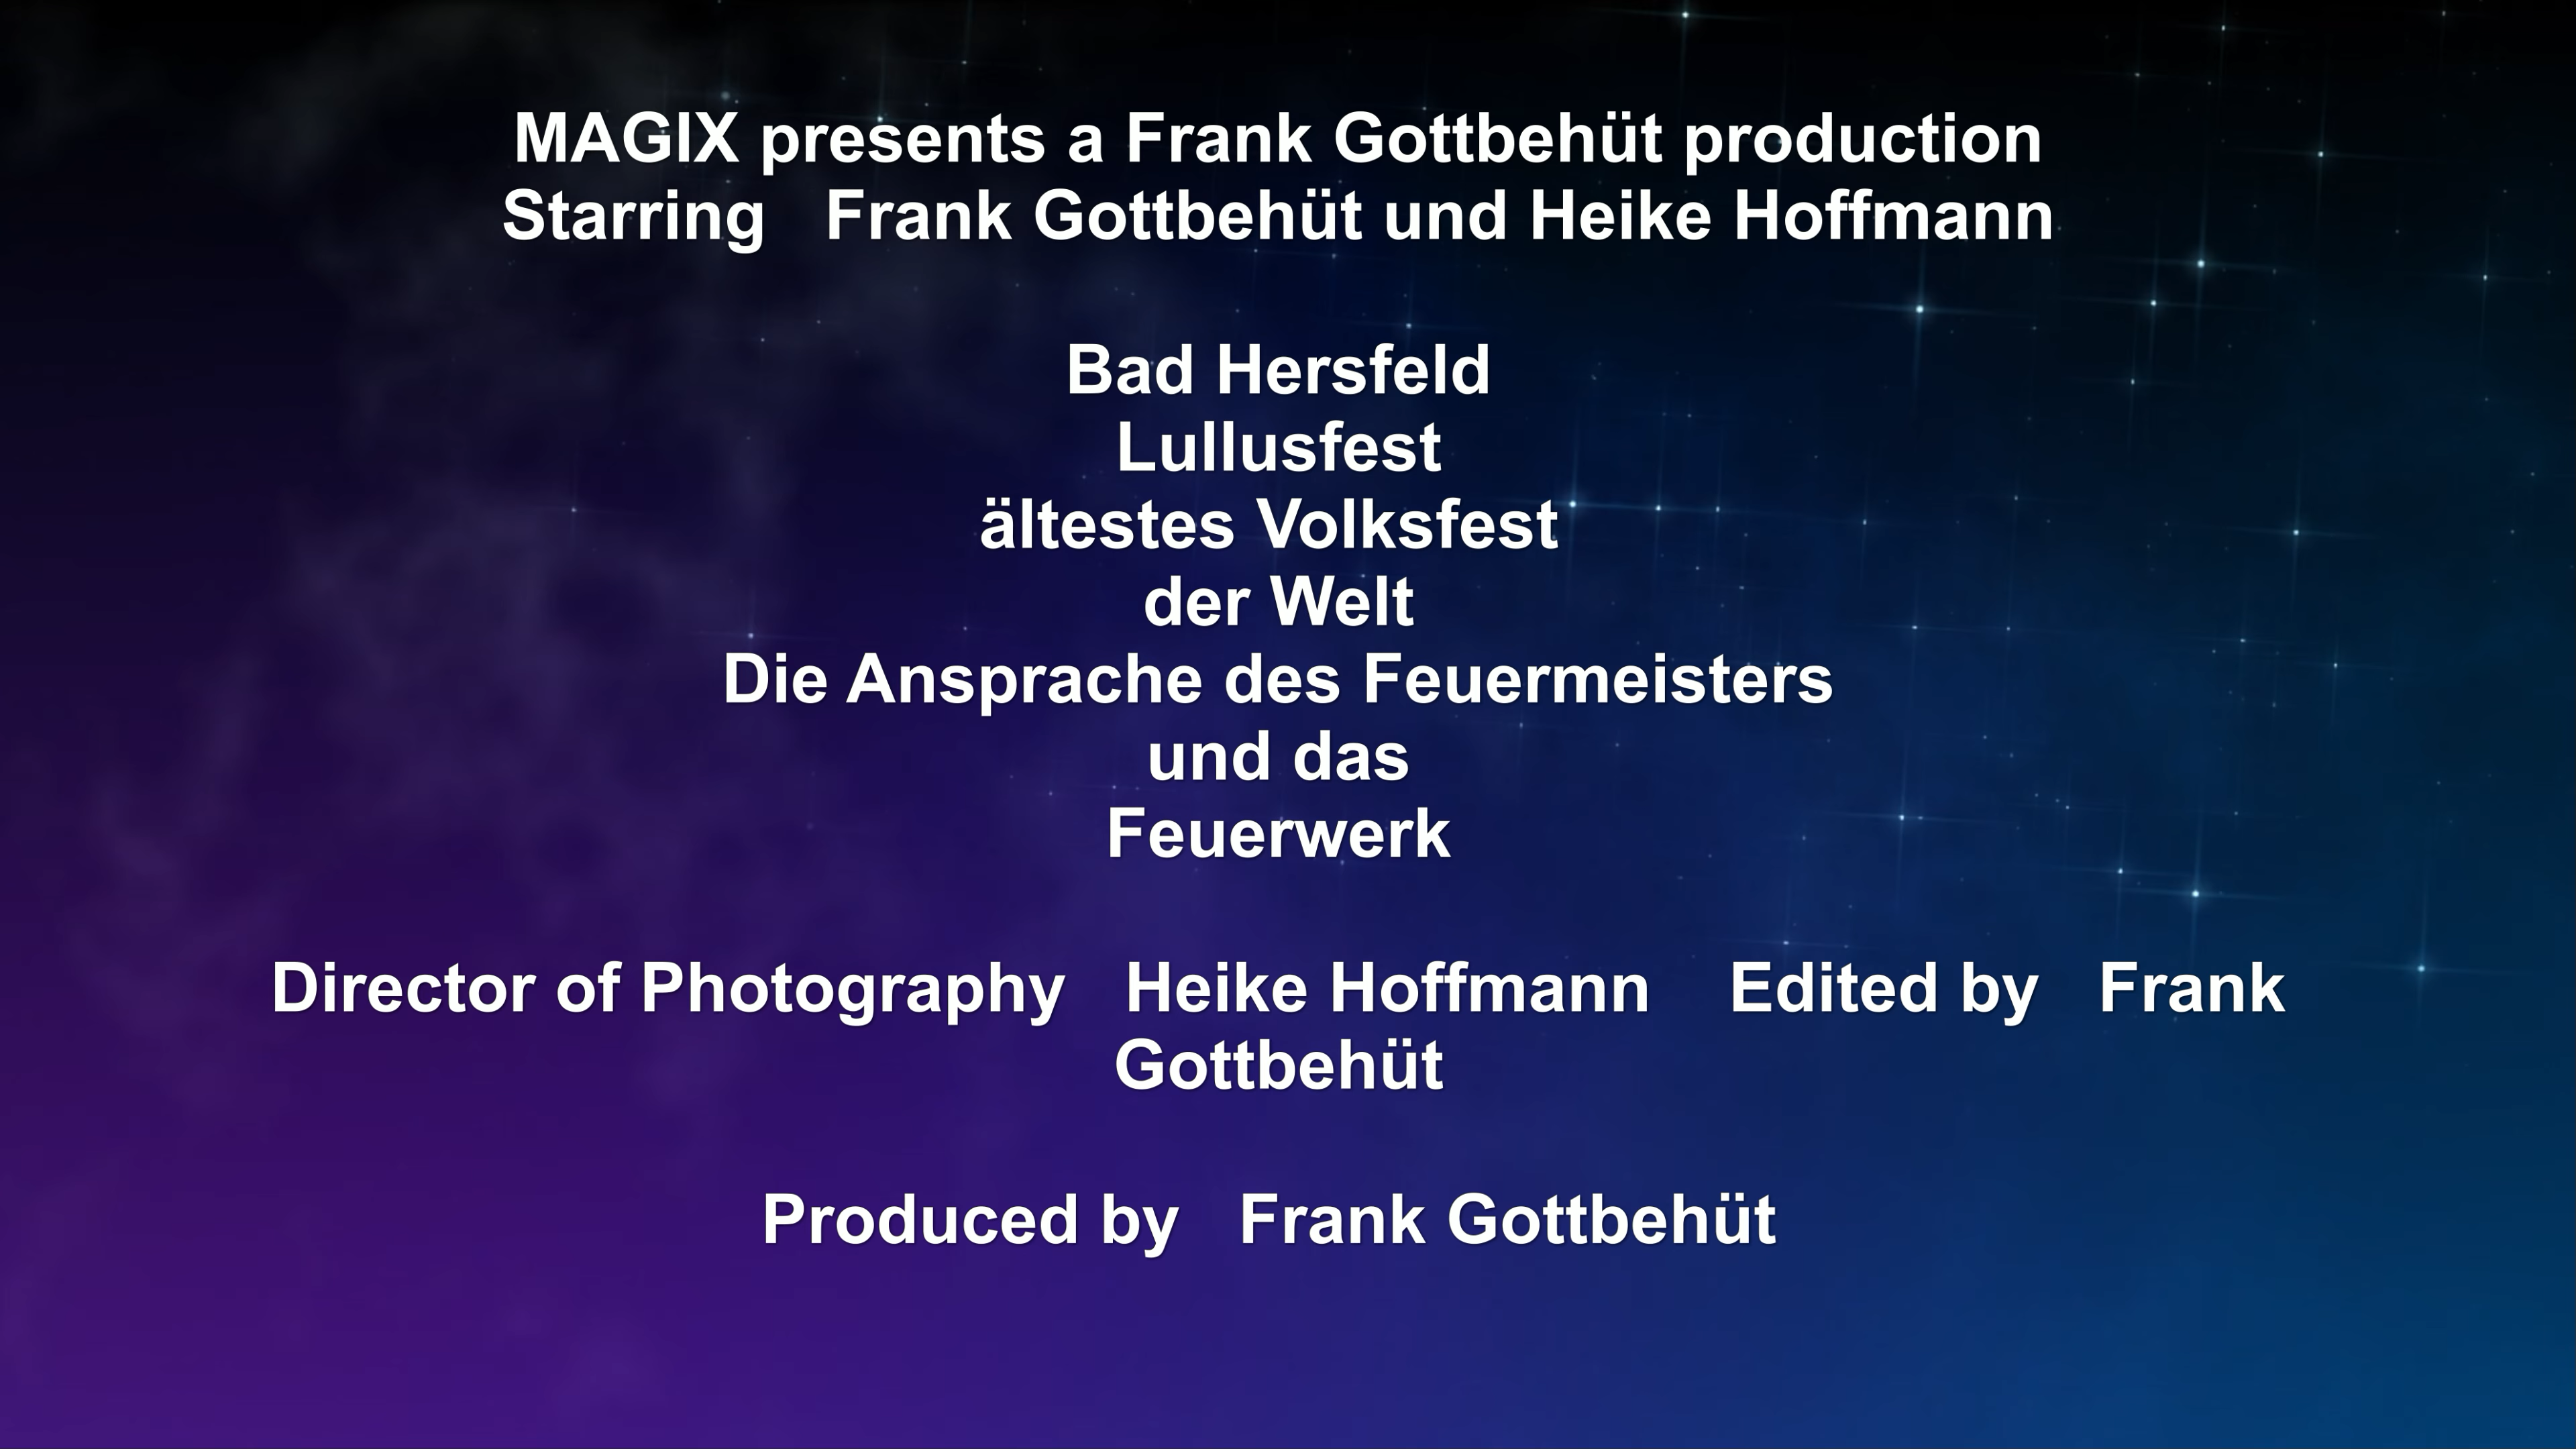 MAGIX presents a Frank Gottbehüt production
Starring Frank Gottbehüt und Heike Hoffmann
Bad Hersfeld
Lullusfest
ältestes Volksfest
der Welt
Die Ansprache des Feuermeisters
und das
Feuerwerk
Director of Photography Heike Hoffmann Edited by Frank
Gottbehüt
Produced by Frank Gottbehüt